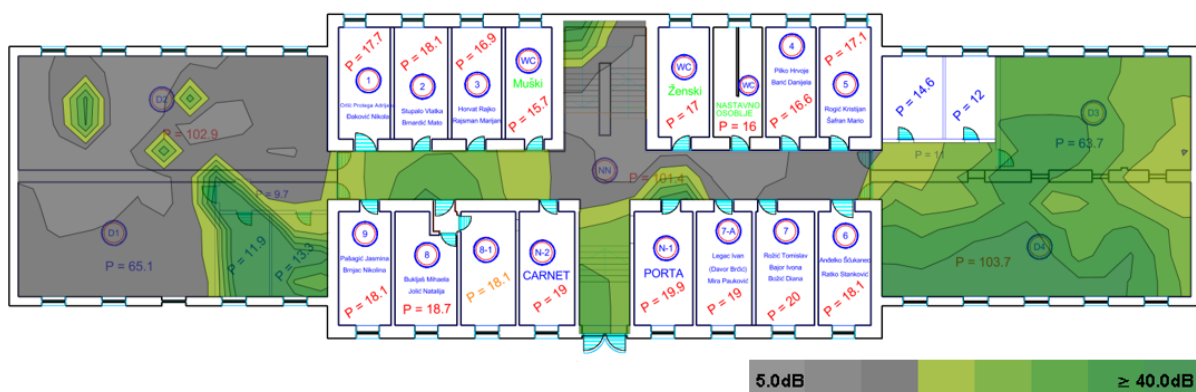 P = 17.7
1
Đaković Nikola
P = 18.1
2
Stupalo Vlatka
Brnardić Mato
P = 16.9
3
Horvat Rajko
Rajsman Marijan
WC
Muški
P = 15.7
WC
Ženski
P = 17
WC
NASTAVNO
OSOBLJE
P = 16
4
Pilko Hrvoje
Barić Danijela
P = 16.6
P = 17.1
5
Rogić Kristijan
Šafran Mario
P = 14.6
P = 12
D2
P = 102.9
D3
P = 63.7
P = 11
NN
P = 101.4
P = 9.7
D1
P = 65.1
P = 11.9
P = 13.3
9
Pašagić Jasmina
Brnjac Nikolina
P = 18.1
8
Bukljaš Mihaela
Jolić Natalija
P = 18.7
8-1
P = 18.1
N-2
CARNET
P = 19
N-1
PORTA
P = 19.9
7-A
Legac Ivan
(Davor Brčić)
Mira Pauković
P = 19
7
Rožić Tomislav
Bajor Ivona
Božić Diana
P = 20
6
Anđelko Ščukanec
Ratko Stanković
P = 18.1
D4
P = 103.7
5.0dB
≥ 40.0dB